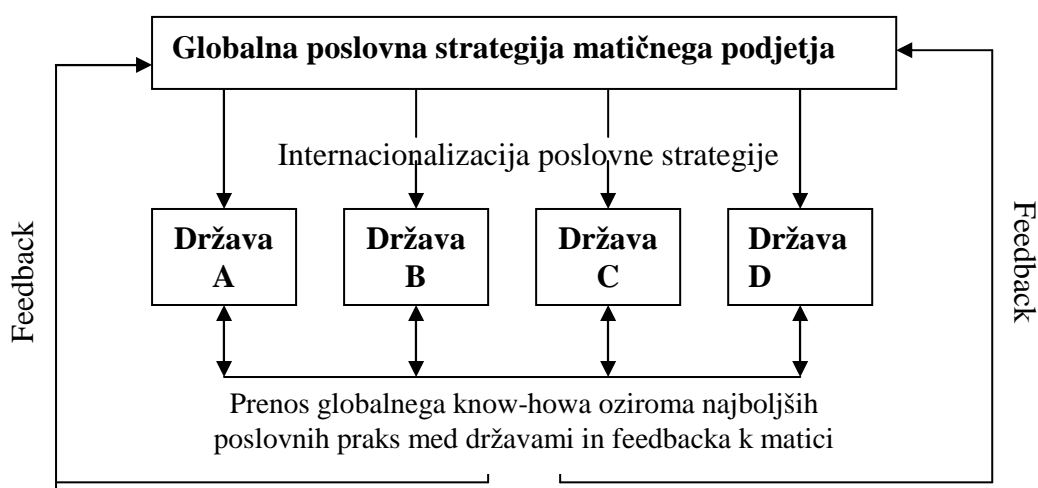 Globalna poslovna strategija matičnega podjetja
Internacionalizacija poslovne strategije
Država
A
Država
B
Država
C
Država
D
Feedback
Feedback
Prenos globalnega know-howa oziroma najboljših
poslovnih praks med državami in feedbacka k matici